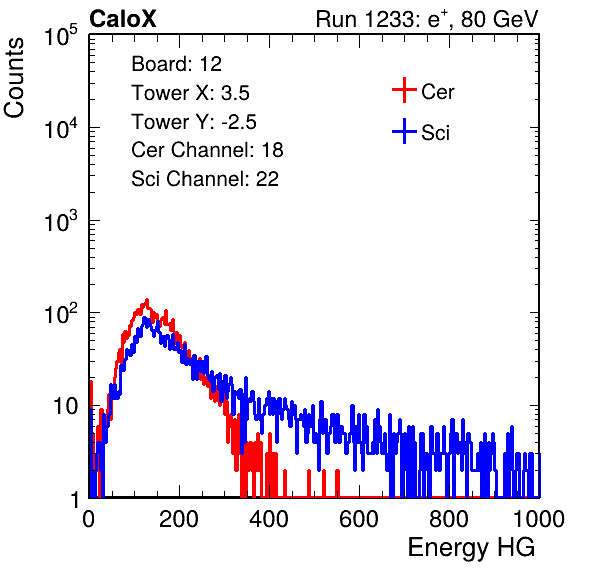 CaloX Run 1233: e⁺, 80 GeV
Counts
10⁵
10⁴
10³
10²
10
1
Board: 12
Tower X: 3.5
Tower Y: -2.5
Cer Channel: 18
Sci Channel: 22
Cer
Sci
0 200 400 600 800 1000
Energy HG